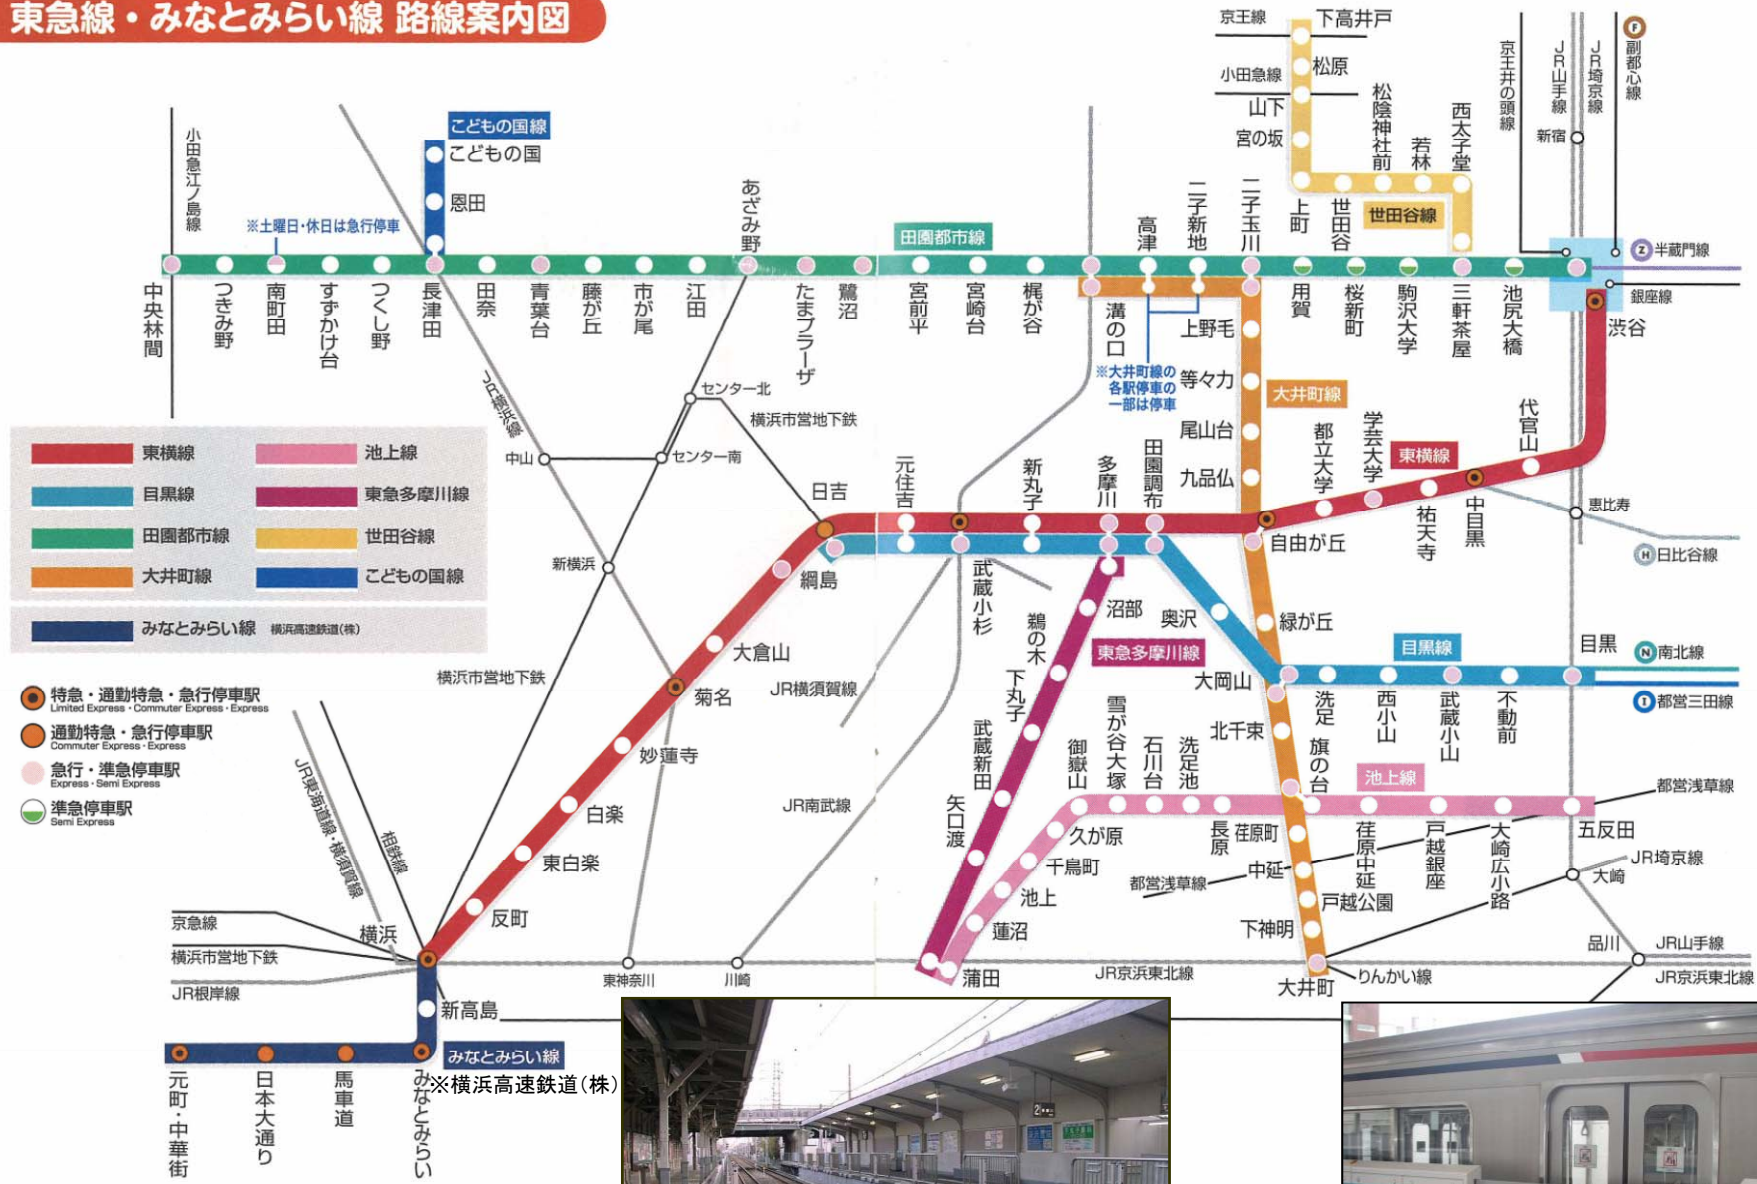 東急線・みなとみらい線 路線案内図
京王線
下高井戸
小田急線
松原
山下
宮の坂
上町
世田谷
松陰神社前
若林
西太子堂
世田谷線
京王井の頭線
JR山手線
JR埼京線
F
副都心線
新宿
Z
半蔵門線
銀座線
小田急江ノ島線
※土曜日・休日は急行停車
こどもの国線
こどもの国
恩田
田園都市線
中央林間
つきみ野
南町田
すずかけ台
つくし野
長津田
田奈
青葉台
藤が丘
市が尾
江田
あざみ野
たまプラーザ
鷺沼
宮前平
宮崎台
梶が谷
溝の口
高津
二子新地
二子玉川
用賀
桜新町
駒沢大学
三軒茶屋
池尻大橋
渋谷
※大井町線の
各駅停車の
一部は停車
上野毛
等々力
尾山台
九品仏
大井町線
JR横浜線
センター北
横浜市営地下鉄
センター南
中山
新横浜
横浜市営地下鉄
東横線
目黒線
田園都市線
大井町線
池上線
東急多摩川線
世田谷線
こどもの国線
みなとみらい線 横浜高速鉄道(株)
代官山
東横線
中目黒
祐天寺
学芸大学
都立大学
自由が丘
田園調布
多摩川
新丸子
武蔵小杉
元住吉
日吉
綱島
大倉山
菊名
妙蓮寺
白楽
東白楽
反町
横浜
恵比寿
H
日比谷線
奥沢
緑が丘
大岡山
目黒線
洗足
西小山
武蔵小山
不動前
目黒
N
南北線
T
都営三田線
東急多摩川線
沼部
鵜の木
下丸子
武蔵新田
矢口渡
蒲田
JR横須賀線
JR南武線
池上線
御嶽山
雪が谷大塚
石川台
洗足池
長原
旗の台
荏原中延
戸越銀座
大崎広小路
五反田
久が原
千鳥町
池上
蓮沼
北千束
荏原町
中延
戸越公園
下神明
大井町
都営浅草線
都営浅草線
JR埼京線
大崎
品川
JR山手線
JR京浜東北線
JR京浜東北線
りんかい線
特急・通勤特急・急行停車駅
Limited Express・Commuter Express・Express
通勤特急・急行停車駅
Commuter Express・Express
急行・準急停車駅
Express・Semi Express
準急停車駅
Semi Express
JR東海道線・横須賀線
相鉄線
京急線
横浜市営地下鉄
JR根岸線
東神奈川
川崎
新高島
みなとみらい線
※横浜高速鉄道(株)
元町・中華街
日本大通り
馬車道
みなとみらい
2